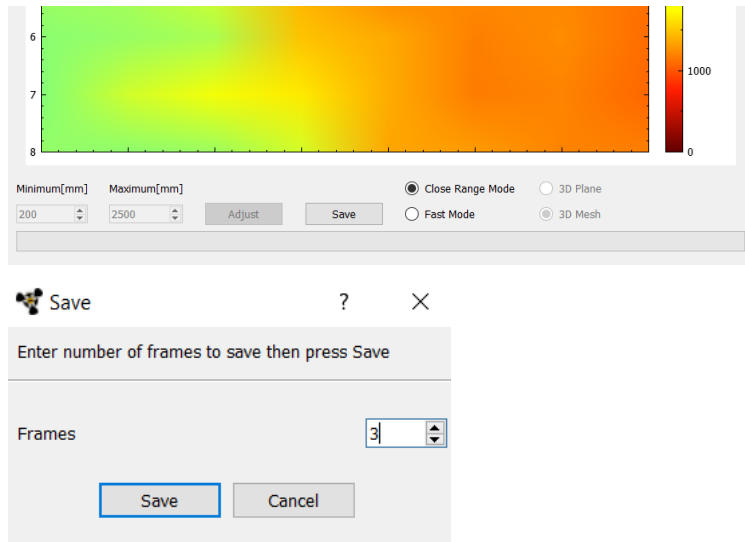 6
7
8
1000
0
Minimum[mm] Maximum[mm] Close Range Mode 3D Plane
200 2500 Adjust Save Fast Mode 3D Mesh
Save ? ×
Enter number of frames to save then press Save
Frames 3
Save Cancel